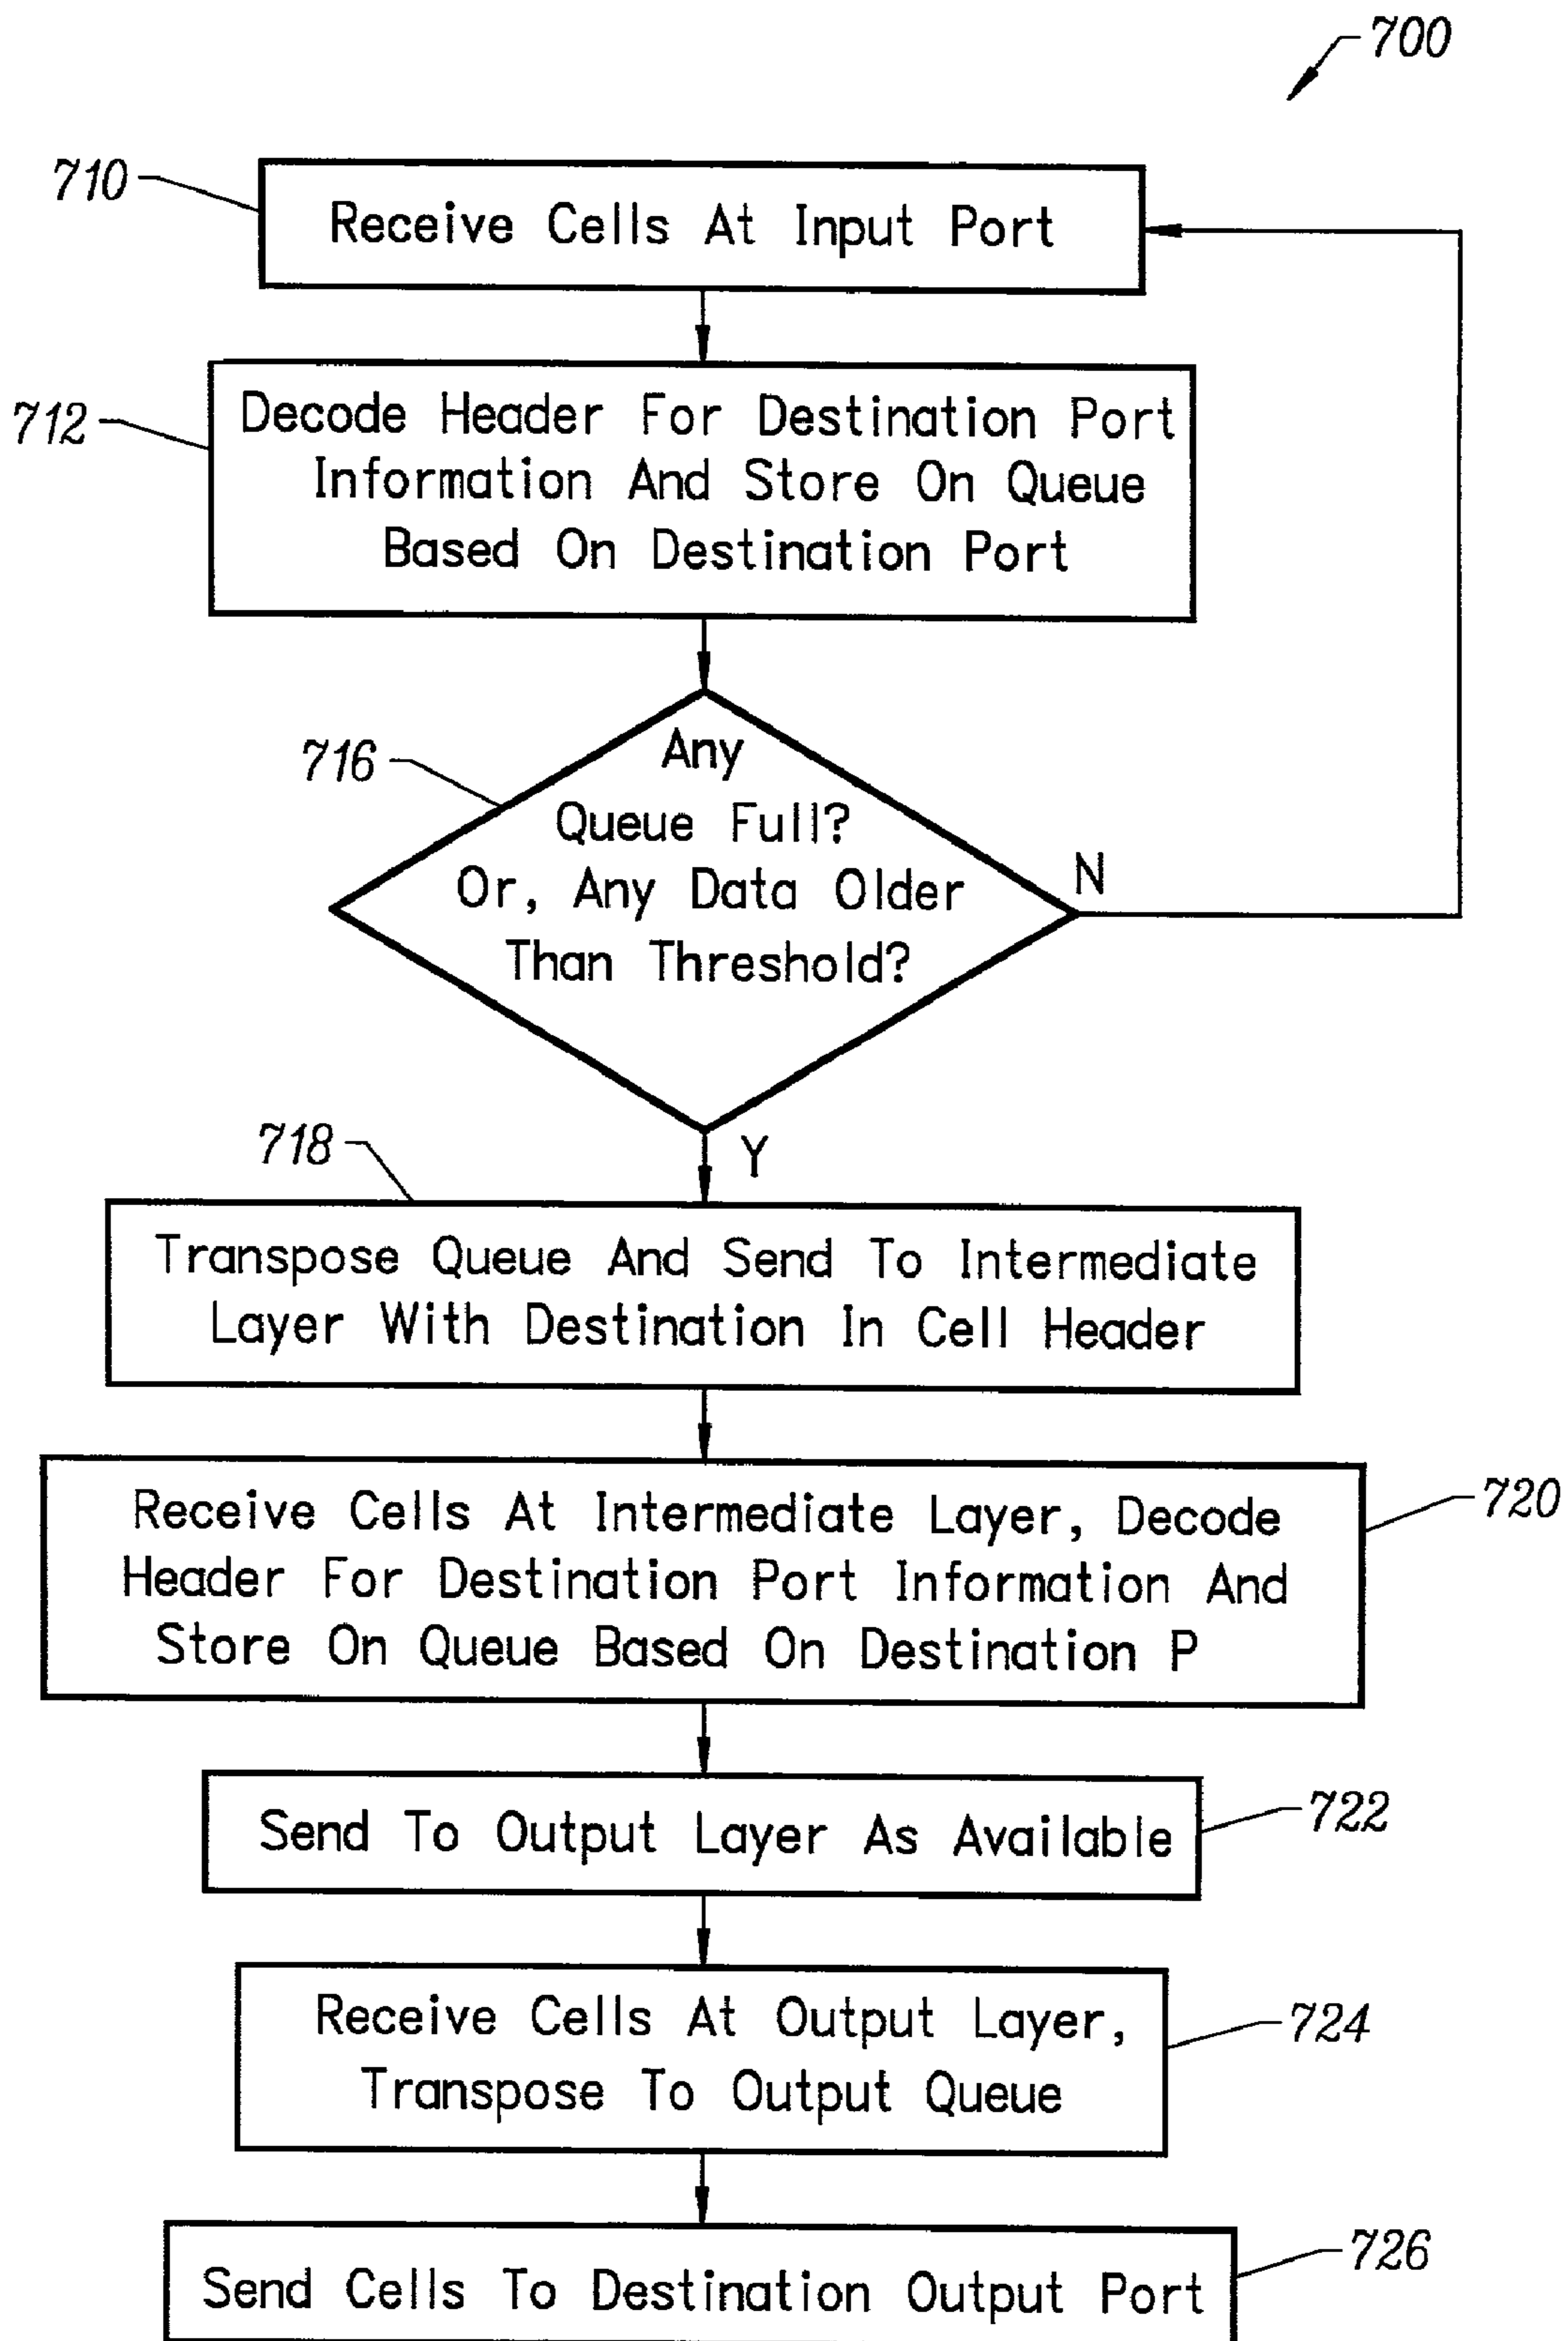 700
710
Receive Cells At Input Port
712
Decode Header For Destination Port
Information And Store On Queue
Based On Destination Port
716
Any
Queue Full?
Or, Any Data Older
Than Threshold?
N
Y
718
Transpose Queue And Send To Intermediate
Layer With Destination In Cell Header
720
Receive Cells At Intermediate Layer, Decode
Header For Destination Port Information And
Store On Queue Based On Destination P
722
Send To Output Layer As Available
724
Receive Cells At Output Layer,
Transpose To Output Queue
726
Send Cells To Destination Output Port